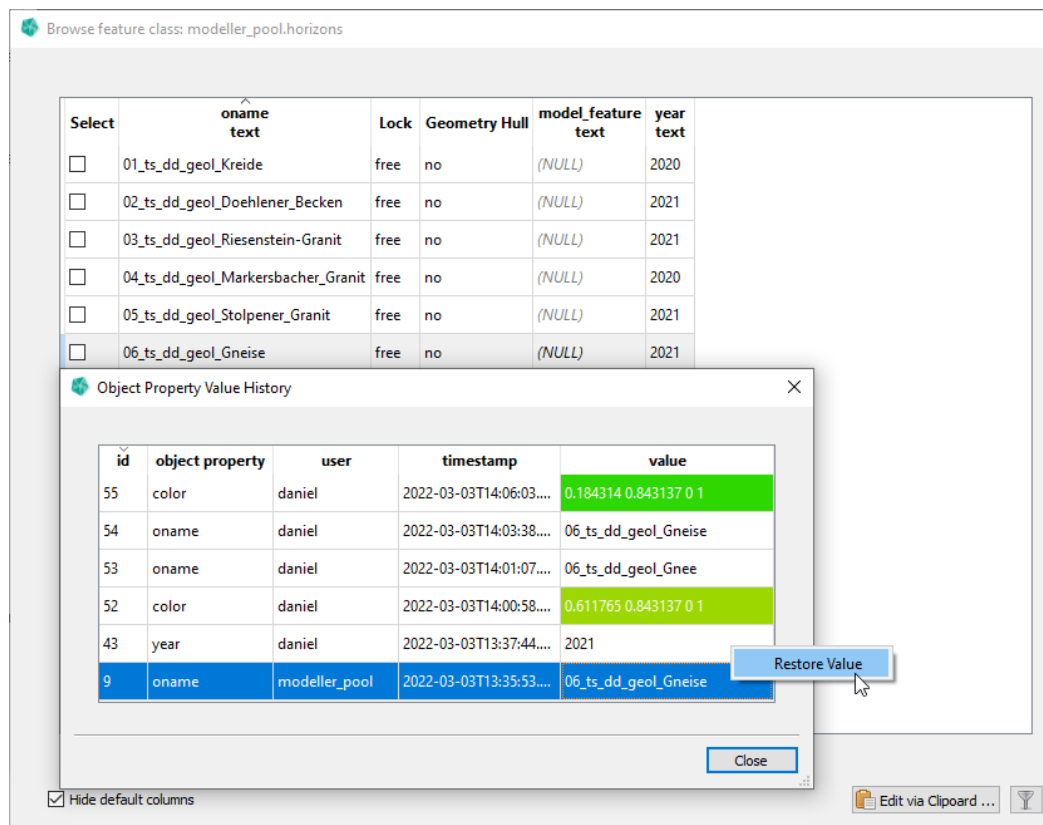 Browse feature class: modeller_pool.horizons
Select oname text Lock Geometry Hull model_feature text year text
01_ts_dd_geol_Kreide free no (NULL) 2020
02_ts_dd_geol_Doehlener_Becken free no (NULL) 2021
03_ts_dd_geol_Riesenstein-Granit free no (NULL) 2021
04_ts_dd_geol_Markersbacher_Granit free no (NULL) 2020
05_ts_dd_geol_Stolpener_Granit free no (NULL) 2021
06_ts_dd_geol_Gneise free no (NULL) 2021
Object Property Value History
id object property user timestamp value
55 color daniel 2022-03-03T14:06:03.... 0.184314 0.843137 0 1
54 oname daniel 2022-03-03T14:03:38.... 06_ts_dd_geol_Gneise
53 oname daniel 2022-03-03T14:01:07.... 06_ts_dd_geol_Gnee
52 color daniel 2022-03-03T14:00:58.... 0.611765 0.843137 0 1
43 year daniel 2022-03-03T13:37:44.... 2021
9 oname modeller_pool 2022-03-03T13:35:53.... 06_ts_dd_geol_Gneise
Restore Value
Close
Hide default columns
Edit via Clipoard ...